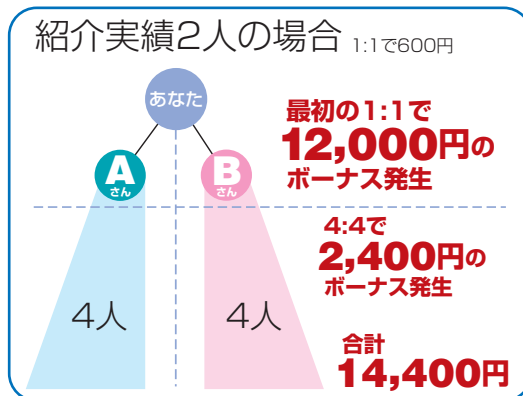 紹介実績2人の場合 1:1で600円
あなた
A
さん
B
さん
最初の1:1で
12,000円の
ボーナス発生
4:4で
2,400円の
ボーナス発生
4人
4人
合計
14,400円